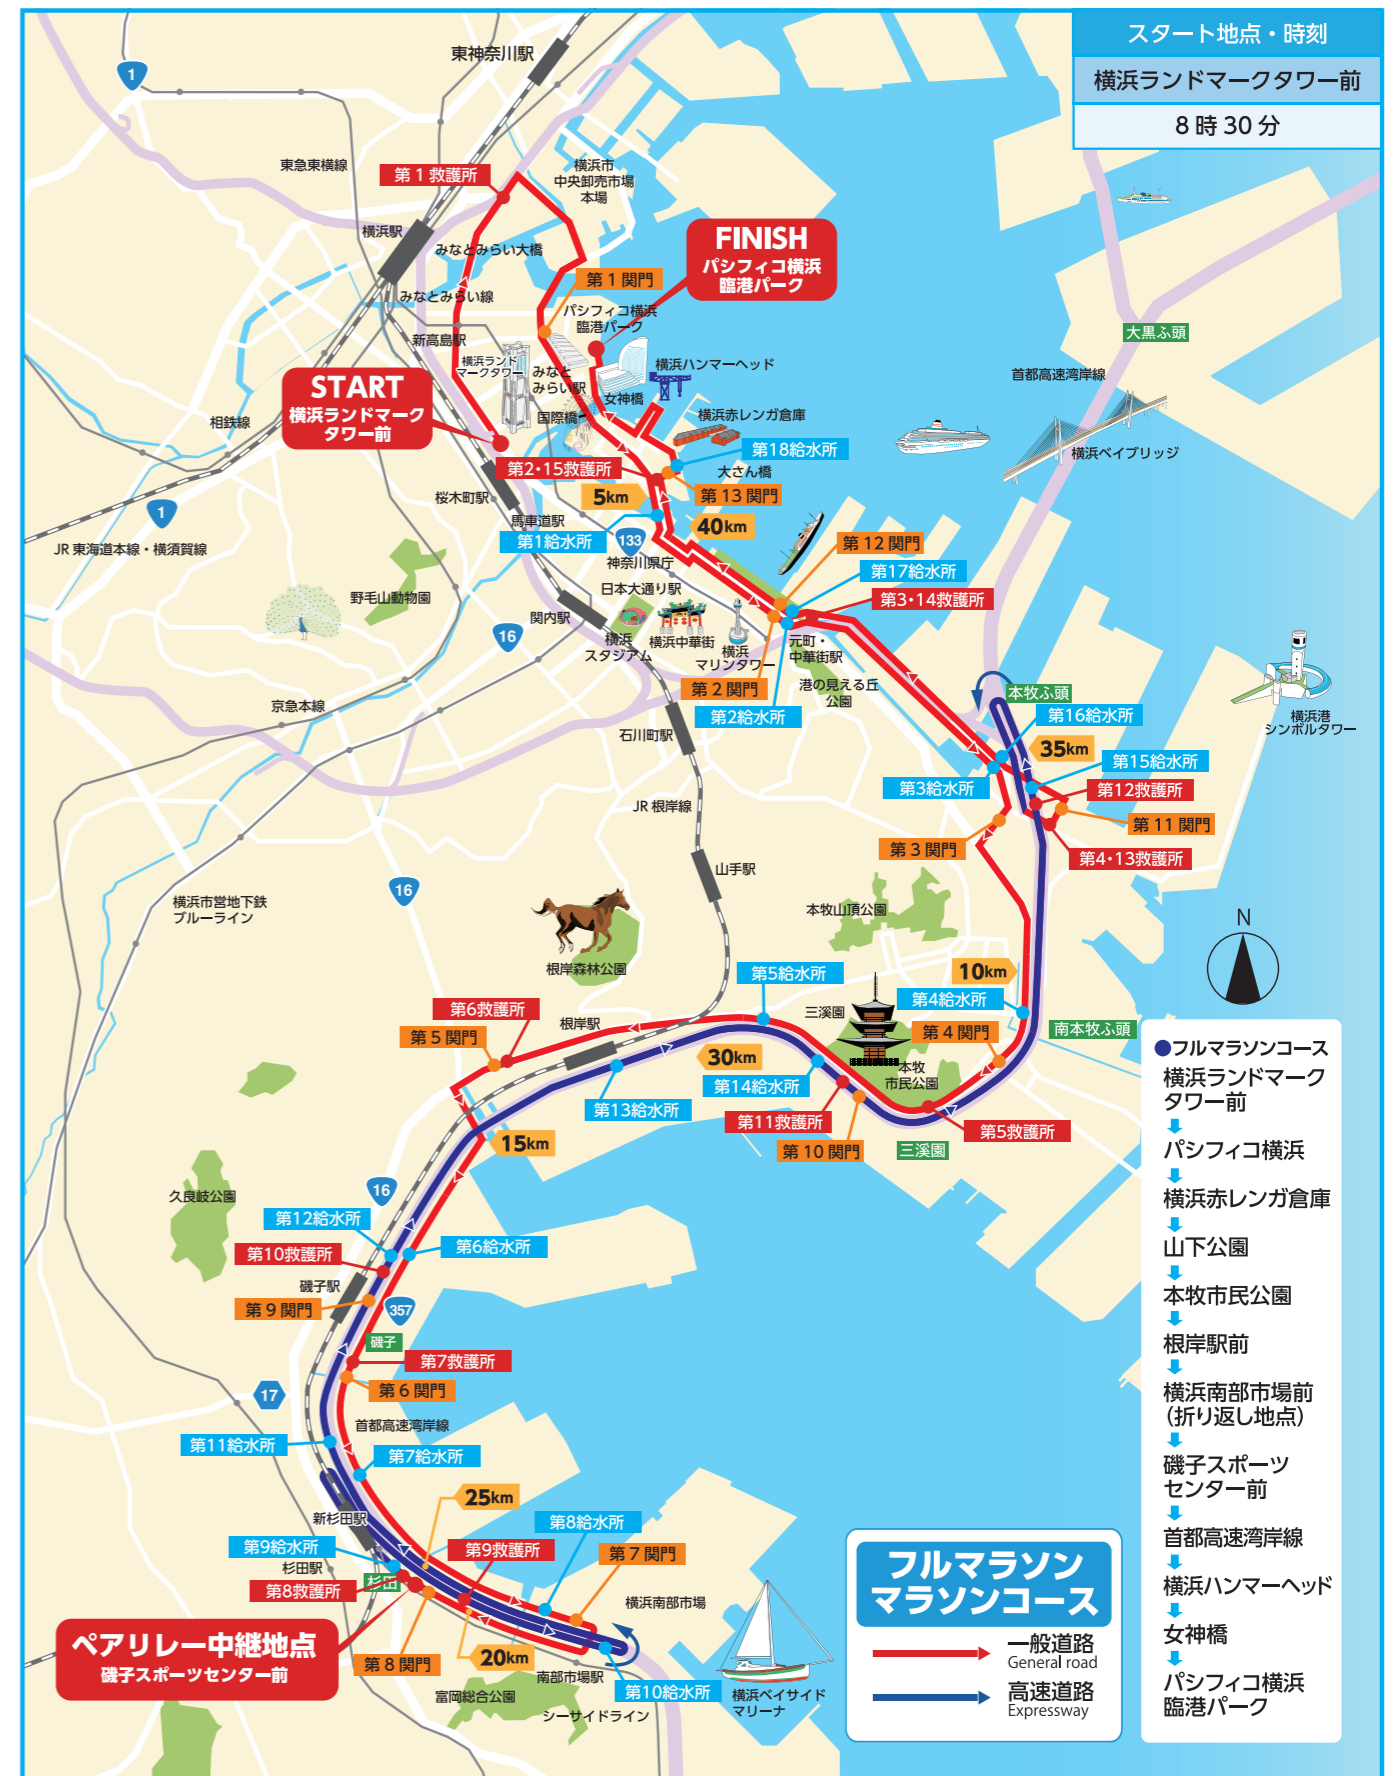 スタート地点・時刻
横浜ランドマークタワー前
8時30分
東神奈川駅
1
東急東横線
第1救護所
横浜市
中央卸売市場
本場
横浜駅
みなとみらい大橋
FINISH
パシフィコ横浜
臨港パーク
第1関門
みなとみらい線
パシフィコ横浜
臨港パーク
新高島駅
大黒ふ頭
横浜ランド
マークタワー
みなと
みらい駅
横浜ハンマーヘッド
首都高速湾岸線
START
横浜ランドマーク
タワー前
女神橋
国際橋
横浜赤レンガ倉庫
相鉄線
第18給水所
横浜ベイブリッジ
第2・15救護所
大さん橋
桜木町駅
5km
第13関門
1
馬車道駅
40km
第1給水所
133
第12関門
JR東海道本線・横須賀線
神奈川県庁
第17給水所
日本大通り駅
第3・14救護所
野毛山動物園
関内駅
16
横浜
スタジアム
横浜中華街
横浜
マリンタワー
元町・
中華街駅
第2関門
港の見える丘
公園
本牧ふ頭
京急本線
第2給水所
第16給水所
横浜港
シンボルタワー
石川町駅
35km
第15給水所
第3給水所
第12救護所
JR根岸線
第11関門
第3関門
第4・13救護所
山手駅
16
横浜市営地下鉄
ブルーライン
本牧山頂公園
N
根岸森林公園
第5給水所
10km
第6救護所
三溪園
第4給水所
第5関門
根岸駅
第4関門
南本牧ふ頭
30km
本牧
市民公園
第14給水所
第13給水所
第11救護所
第5救護所
15km
第10関門
三溪園
16
久良岐公園
第12給水所
第6給水所
第10救護所
磯子駅
第9関門
357
磯子
第7救護所
第6関門
17
首都高速湾岸線
第11給水所
第7給水所
25km
新杉田駅
第8給水所
第9給水所
第9救護所
第7関門
杉田駅
杉田
第8救護所
横浜南部市場
ペアリレー中継地点
磯子スポーツセンター前
第8関門
20km
南部市場駅
第10給水所
富岡総合公園
シーサイドライン
横浜ベイサイド
マリーナ
フルマラソン
マラソンコース
一般道路
General road
高速道路
Expressway
●フルマラソンコース
横浜ランドマーク
タワー前
パシフィコ横浜
横浜赤レンガ倉庫
山下公園
本牧市民公園
根岸駅前
横浜南部市場前
（折り返し地点）
磯子スポーツ
センター前
首都高速湾岸線
横浜ハンマーヘッド
女神橋
パシフィコ横浜
臨港パーク